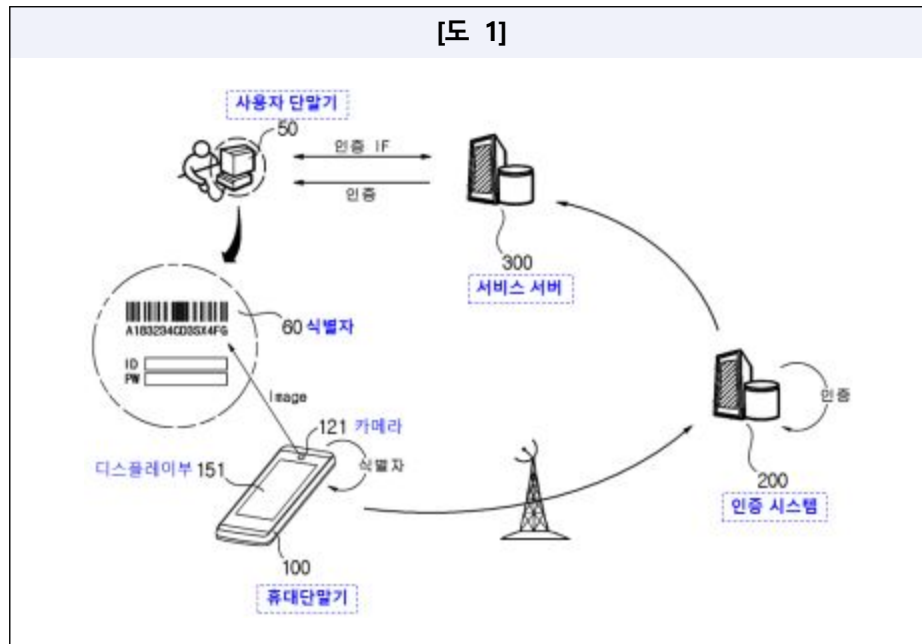 [도 1]
사용자 단말기
50
인증 IF
인증
300
서비스 서버
A183234CD3SX4FG
60 식별자
ID
PW
Image
121 카메라
식별자
디스플레이부 151
인증
200
인증 시스템
100
휴대단말기